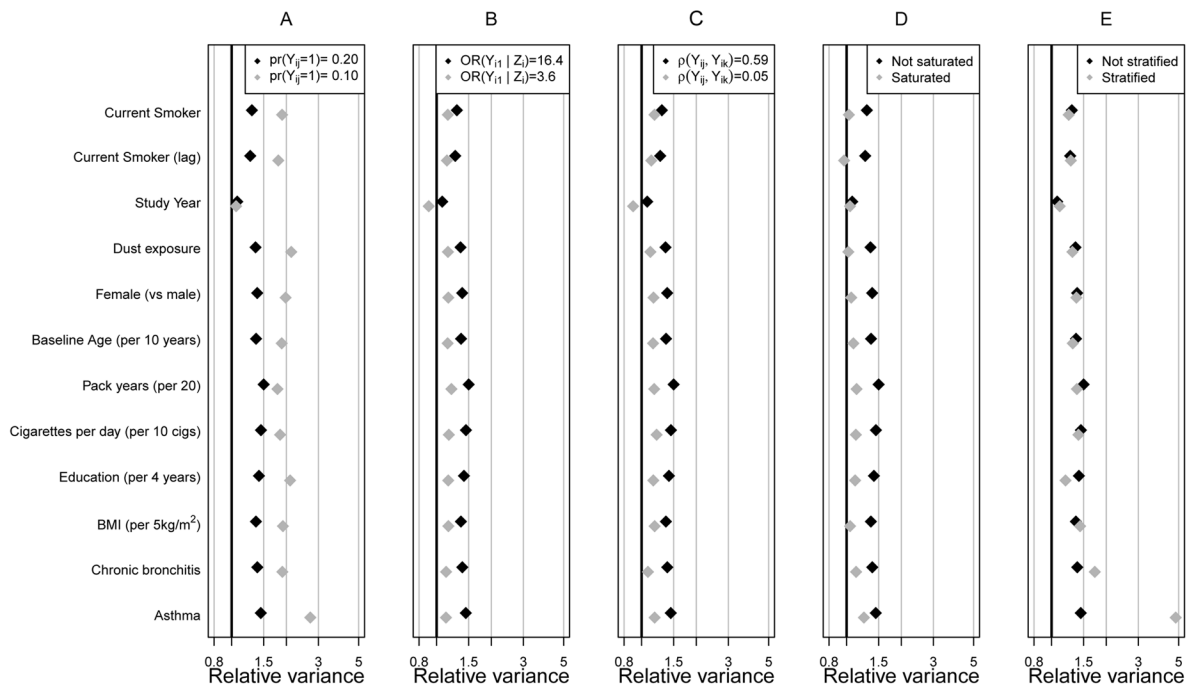 A B C D E
pr(Yij=1)= 0.20
pr(Yij=1)= 0.10
OR(Yi1 | Zi)=16.4
OR(Yi1 | Zi)=3.6
ρ(Yij, Yik)=0.59
ρ(Yij, Yik)=0.05
Not saturated
Saturated
Not stratified
Stratified
Current Smoker
Current Smoker (lag)
Study Year
Dust exposure
Female (vs male)
Baseline Age (per 10 years)
Pack years (per 20)
Cigarettes per day (per 10 cigs)
Education (per 4 years)
BMI (per 5kg/m²)
Chronic bronchitis
Asthma
0.8 1.5 3 5 0.8 1.5 3 5 0.8 1.5 3 5 0.8 1.5 3 5 0.8 1.5 3 5
Relative variance Relative variance Relative variance Relative variance Relative variance